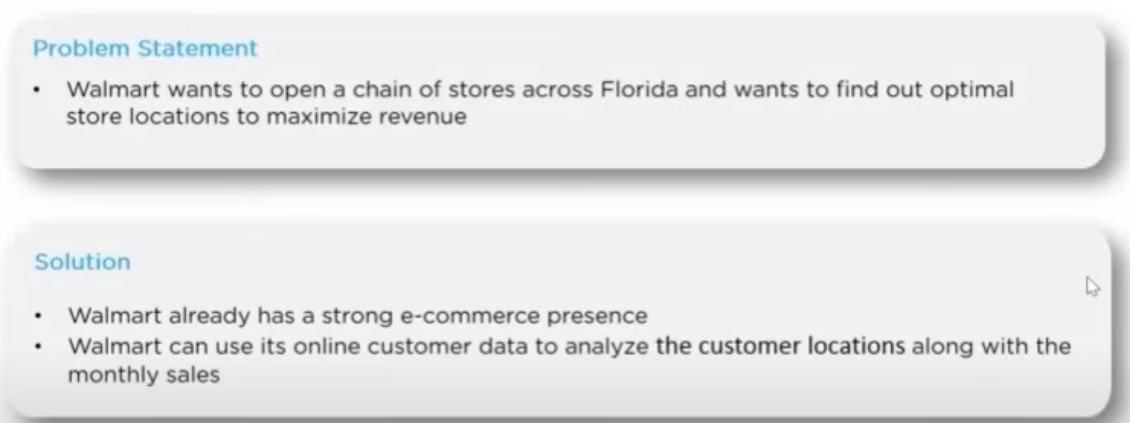 Problem Statement
• Walmart wants to open a chain of stores across Florida and wants to find out optimal
store locations to maximize revenue
Solution
• Walmart already has a strong e-commerce presence
• Walmart can use its online customer data to analyze the customer locations along with the
monthly sales